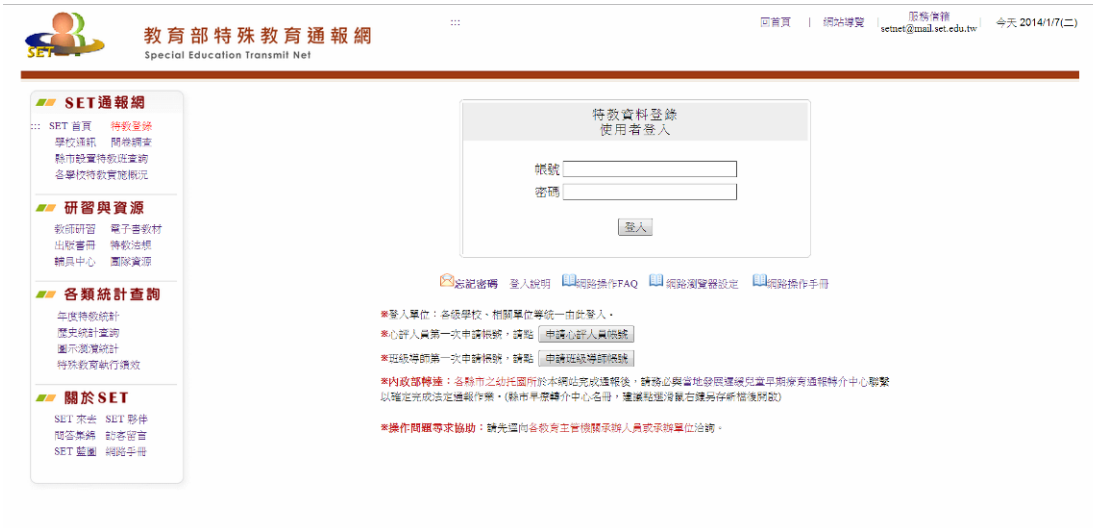 :::
回首頁 | 網站導覽 | 服務信箱 setnet@mail.set.edu.tw | 今天 2014/1/7(二)
SET
教育部特殊教育通報網
Special Education Transmit Net
SET通報網
::: SET 首頁 特教登錄
學校通訊 問卷調查
縣市設置特教班查詢
各學校特教實施概況
研習與資源
教師研習 電子書教材
出版書冊 特教法規
輔具中心 團隊資源
各類統計查詢
年度特教統計
歷史統計查詢
圖示瀏覽統計
特殊教育執行績效
關於SET
SET 來去 SET 夥伴
問答集錦 訪客留言
SET 藍圖 網路手冊
特教資料登錄
使用者登入
帳號
密碼
登入
忘記密碼 登入說明 網路操作FAQ 網路瀏覽器設定 網路操作手冊
※登入單位：各級學校、相關單位等統一由此登入。
※心評人員第一次申請帳號，請點 申請心評人員帳號
※班級導師第一次申請帳號，請點 申請班級導師帳號
※內政部轉達：各縣市之幼托園所於本網站完成通報後，請務必與當地發展遲緩兒童早期療育通報轉介中心聯繫
以確定完成法定通報作業。(縣市早療轉介中心名冊，建議點選滑鼠右鍵另存新檔後開啟)
※操作問題尋求協助：請先逕向各教育主管機關承辦人員或承辦單位洽詢。